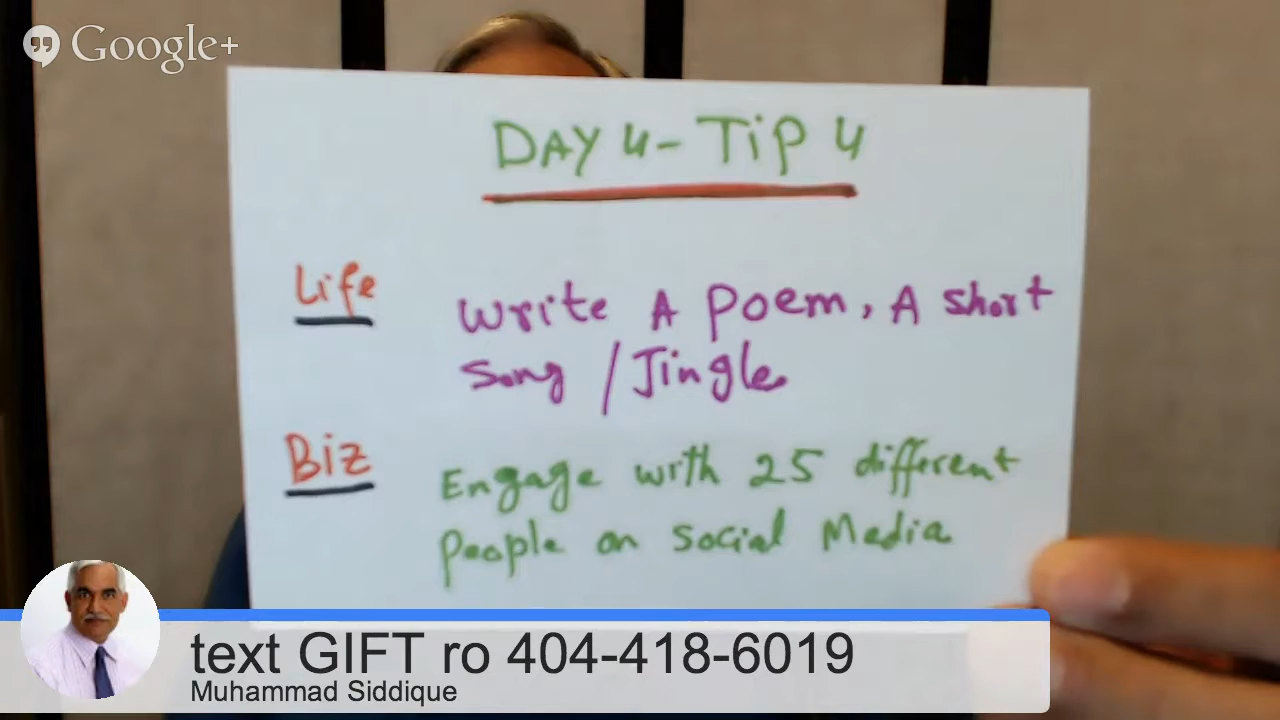 Google+
DAY 4 - Tip 4
Life
Write A Poem, A short
Song / Jingle
Biz
Engage with 25 different
People on Social Media
text GIFT ro 404-418-6019
Muhammad Siddique